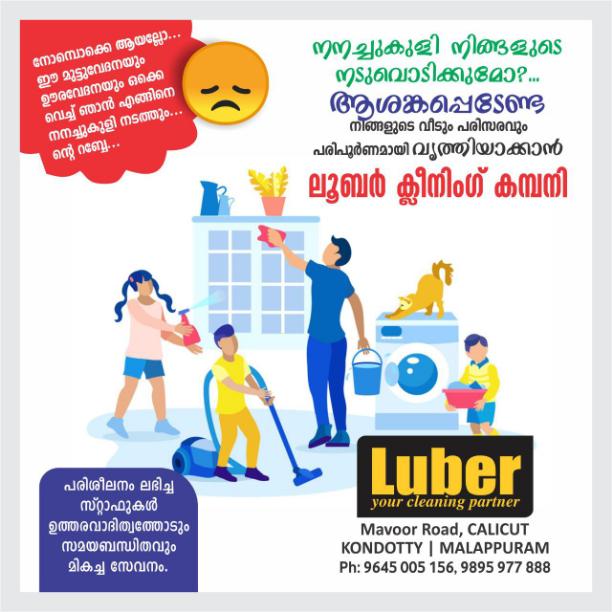 നോമ്പൊക്കെ ആയല്ലോ...
ഈ മുട്ടുവേദനയും
ഊരവേദനയും ഒക്കെ
വെച്ച് ഞാൻ എങ്ങിനെ
നനച്ചുകുളി നടത്തും...
ന്റെ റബ്ബേ...
നനച്ചുകുളി നിങ്ങളുടെ
നടുവൊടിക്കുമോ?...
ആശങ്കപ്പെടേണ്ട
നിങ്ങളുടെ വീടും പരിസരവും
പരിപൂർണമായി വൃത്തിയാക്കാൻ
ലൂബർ ക്ലീനിംഗ് കമ്പനി
പരിശീലനം ലഭിച്ച
സ്റ്റാഫുകൾ
ഉത്തരവാദിത്വത്തോടും
സമയബന്ധിതവും
മികച്ച സേവനം.
Luber
your cleaning partner
Mavoor Road, CALICUT
KONDOTTY | MALAPPURAM
Ph: 9645 005 156, 9895 977 888